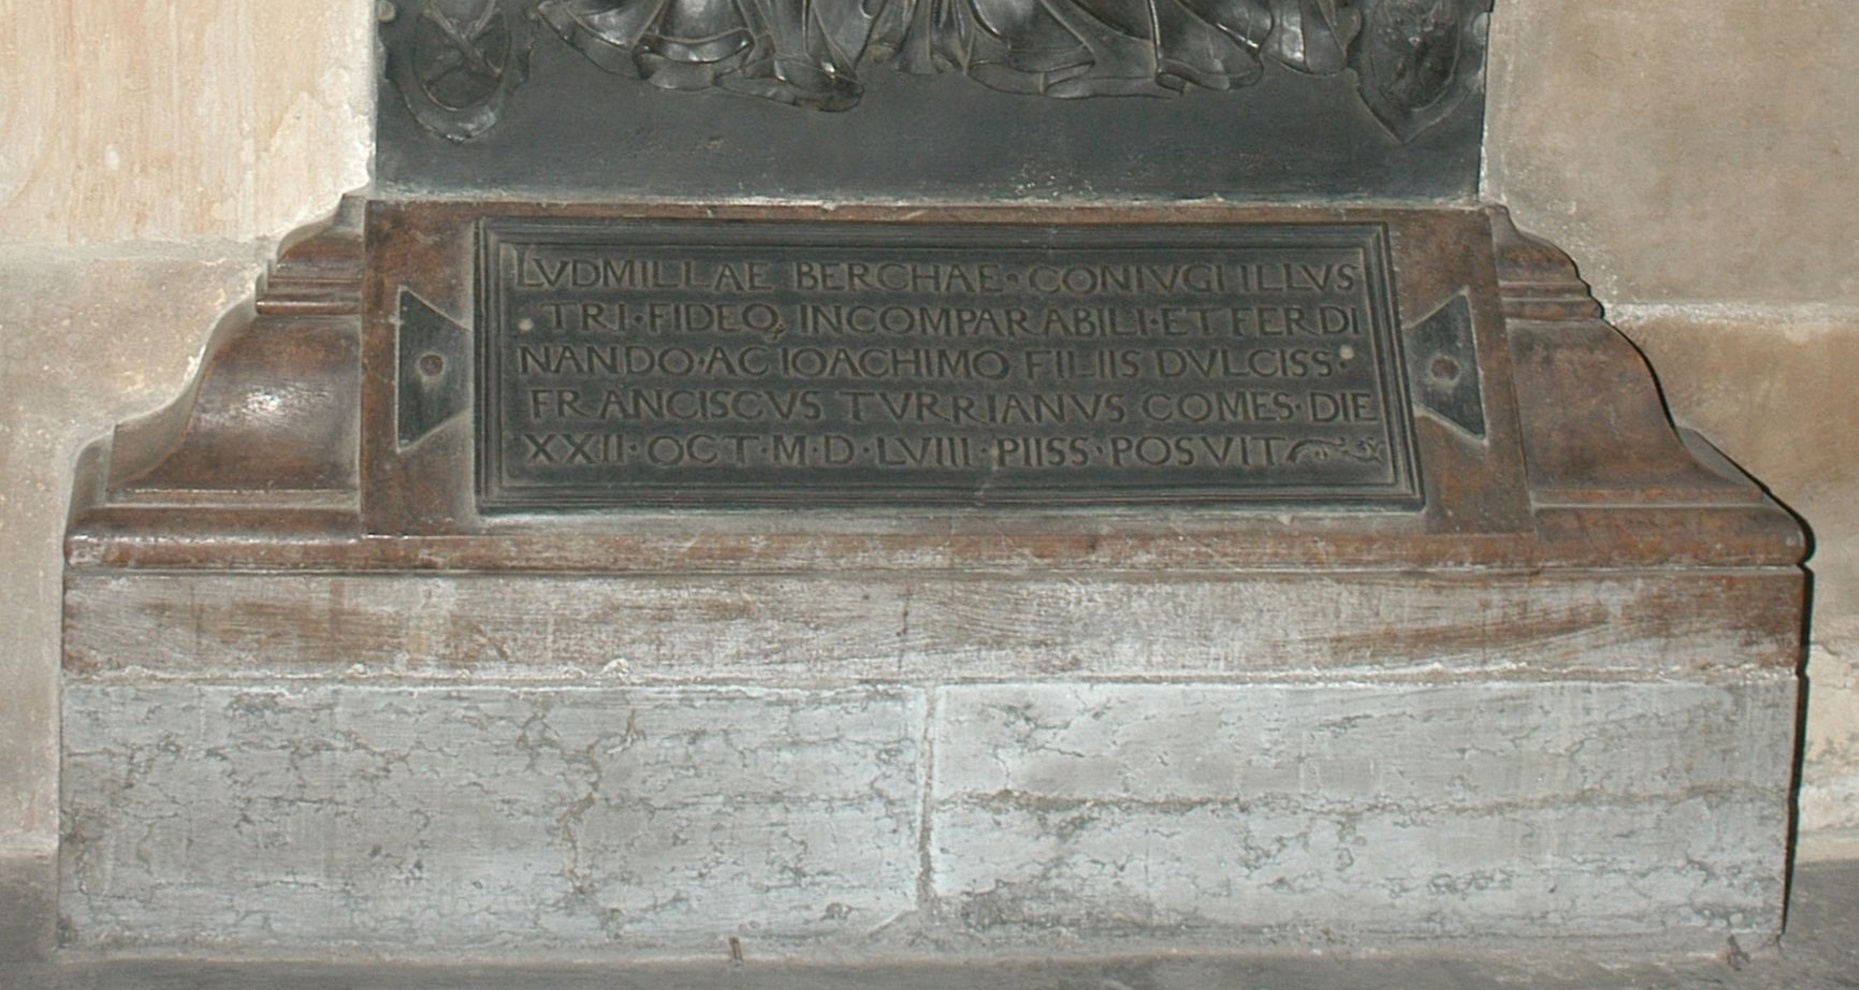 LVDMILLAE BERCHAE · CONIVGI ILLVS
TRI · FIDEQ INCOMPARABILI · ET FERDI
NANDO · AC IOACHIMO FILIIS DVLCISS ·
FRANCISCVS TVRRIANVS COMES · DIE
XXII · OCT · M · D · LVIII · PIISS · POSVIT